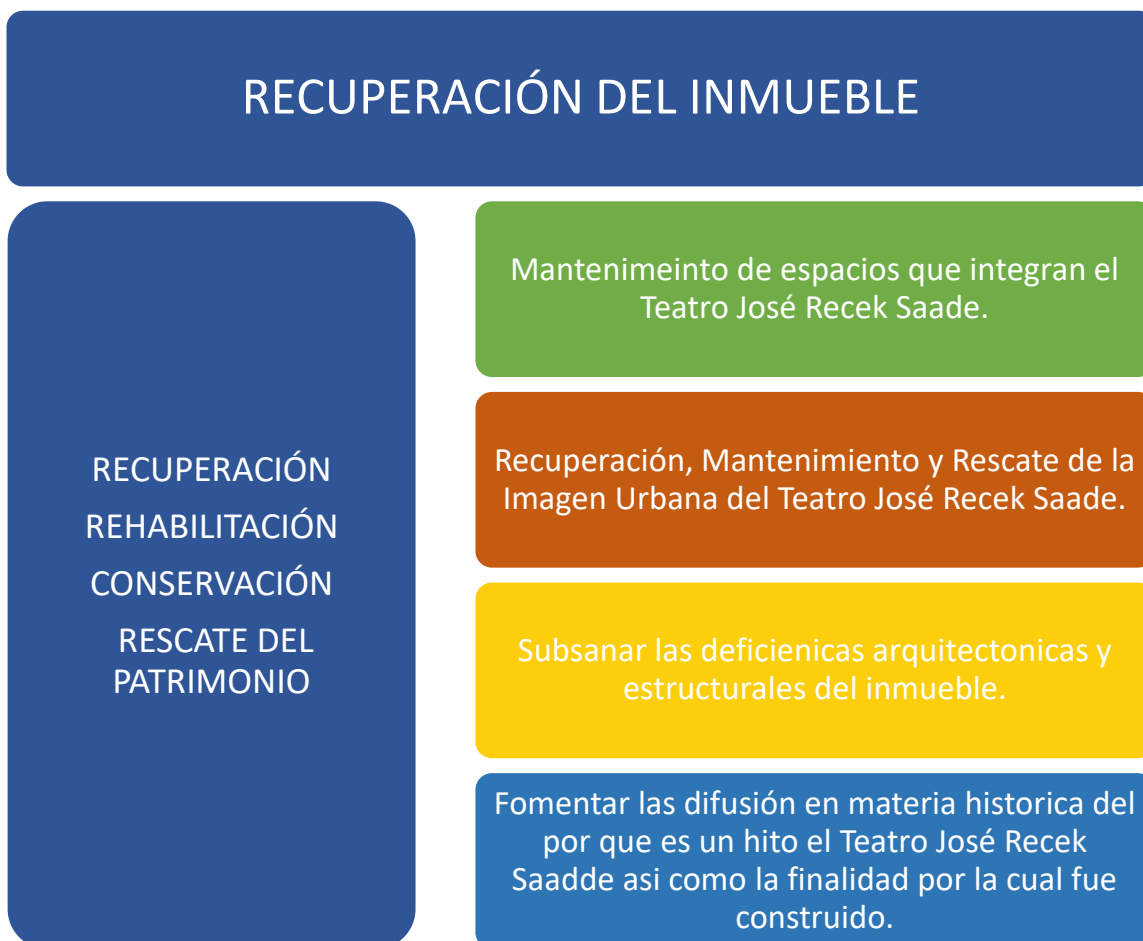 RECUPERACIÓN DEL INMUEBLE
RECUPERACIÓN
REHABILITACIÓN
CONSERVACIÓN
RESCATE DEL
PATRIMONIO
Mantenimeinto de espacios que integran el
Teatro José Recek Saade.
Recuperación, Mantenimiento y Rescate de la
Imagen Urbana del Teatro José Recek Saade.
Subsanar las deficienicas arquitectonicas y
estructurales del inmueble.
Fomentar las difusión en materia historica del
por que es un hito el Teatro José Recek
Saadde asi como la finalidad por la cual fue
construido.